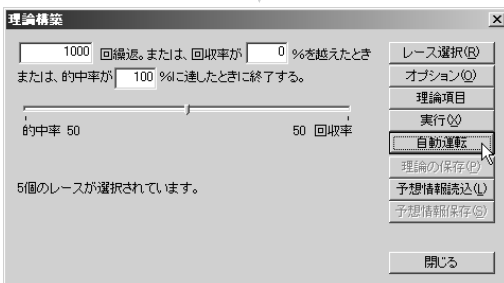 理論構築
1000 回繰返。または、回収率が 0 %を越えたとき
または、的中率が 100 %に達したときに終了する。
的中率 50 50 回収率
5個のレースが選択されています。
レース選択(R)
オプション(O)
理論項目
実行(X)
自動運転
理論の保存(P)
予想情報読込(L)
予想情報保存(S)
閉じる